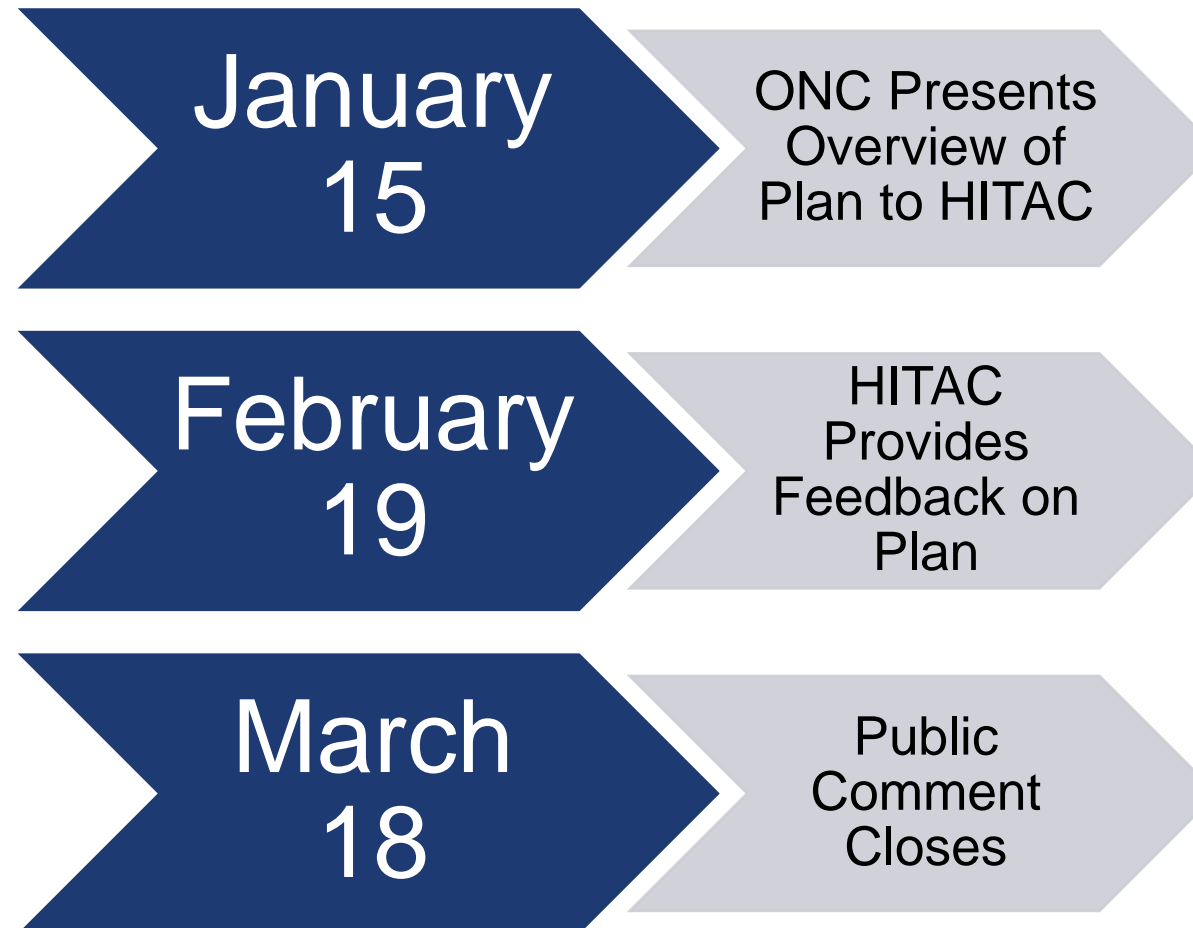 January
15
ONC Presents
Overview of
Plan to HITAC
February
19
HITAC
Provides
Feedback on
Plan
March
18
Public
Comment
Closes